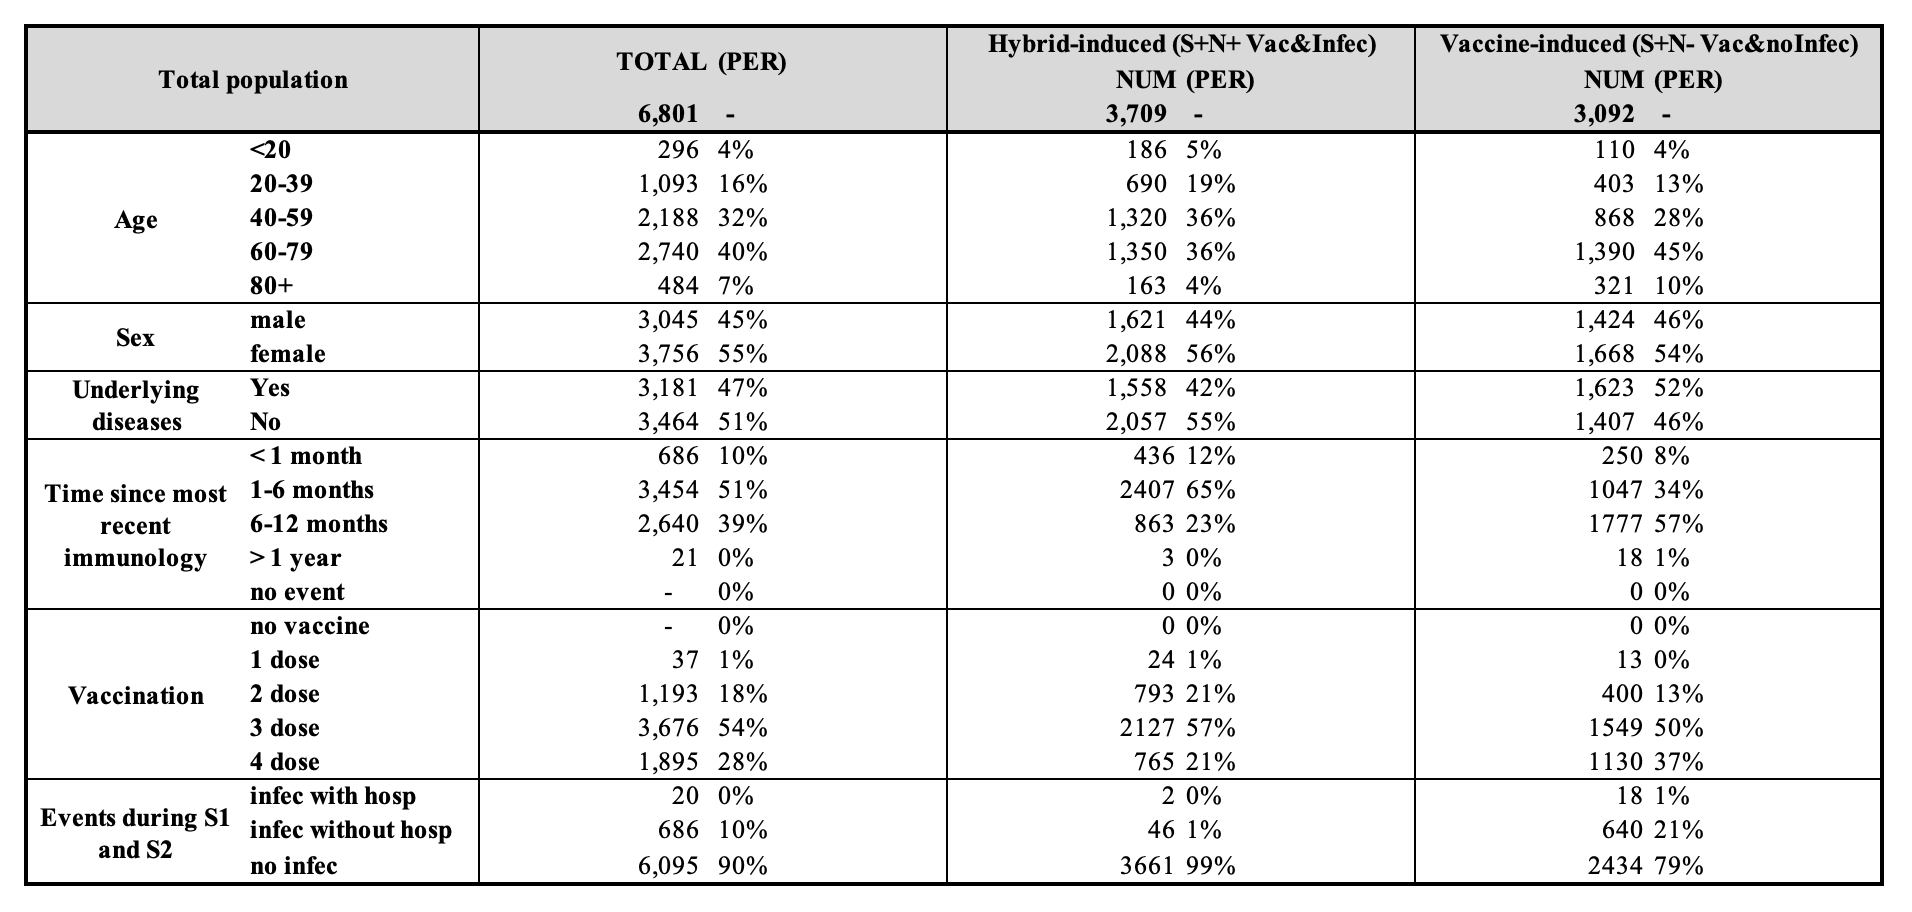 Total population
TOTAL (PER)
6,801 -
Hybrid-induced (S+N+ Vac&Infec)
NUM (PER)
3,709 -
Vaccine-induced (S+N- Vac&noInfec)
NUM (PER)
3,092 -
Age
<20 296 4% 186 5% 110 4%
20-39 1,093 16% 690 19% 403 13%
40-59 2,188 32% 1,320 36% 868 28%
60-79 2,740 40% 1,350 36% 1,390 45%
80+ 484 7% 163 4% 321 10%
Sex
male 3,045 45% 1,621 44% 1,424 46%
female 3,756 55% 2,088 56% 1,668 54%
Underlying
diseases
Yes 3,181 47% 1,558 42% 1,623 52%
No 3,464 51% 2,057 55% 1,407 46%
Time since most
recent
immunology
< 1 month 686 10% 436 12% 250 8%
1-6 months 3,454 51% 2407 65% 1047 34%
6-12 months 2,640 39% 863 23% 1777 57%
> 1 year 21 0% 3 0% 18 1%
no event - 0% 0 0% 0 0%
Vaccination
no vaccine - 0% 0 0% 0 0%
1 dose 37 1% 24 1% 13 0%
2 dose 1,193 18% 793 21% 400 13%
3 dose 3,676 54% 2127 57% 1549 50%
4 dose 1,895 28% 765 21% 1130 37%
Events during S1
and S2
infec with hosp 20 0% 2 0% 18 1%
infec without hosp 686 10% 46 1% 640 21%
no infec 6,095 90% 3661 99% 2434 79%